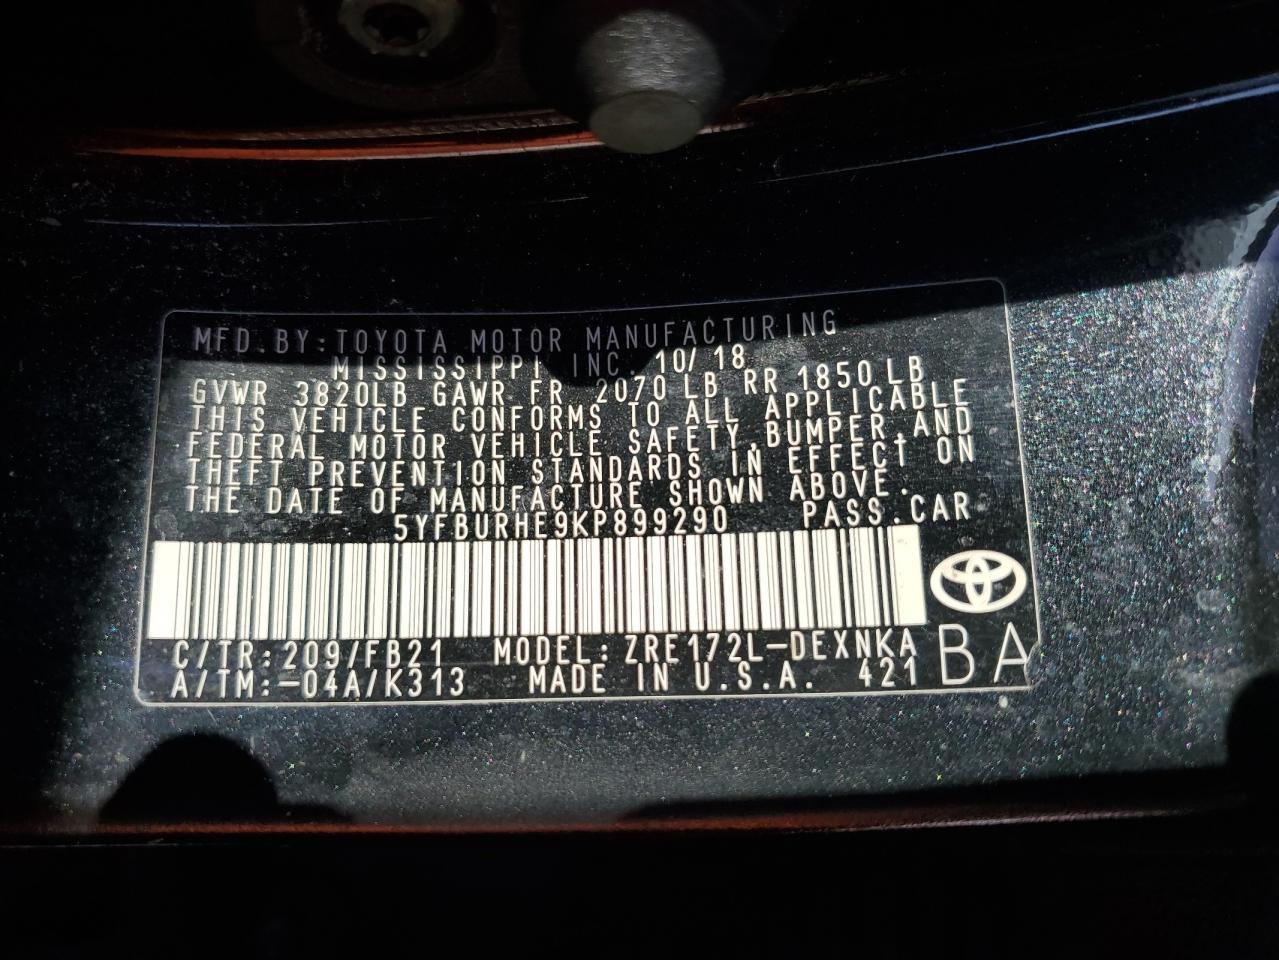 MFD.BY:TOYOTA MOTOR MANUFACTURING
MISSISSIPPI INC. 10/ 18
GVWR 3820LB GAWR FR 2070 LB RR 1850 LB
THIS VEHICLE CONFORMS TO ALL APPLICABLE
FEDERAL MOTOR VEHICLE SAFETY,BUMPER,AND
THEFT PREVENTION STANDARDS IN EFFECT ON
THE DATE OF MANUFACTURE SHOWN ABOVE.
5YFBURHE9KP899290 PASS.CAR
C/TR:209/FB21 MODEL:ZRE172L-DEXNKA
A/TM:-04A/K313 MADE IN U.S.A. 421
BA